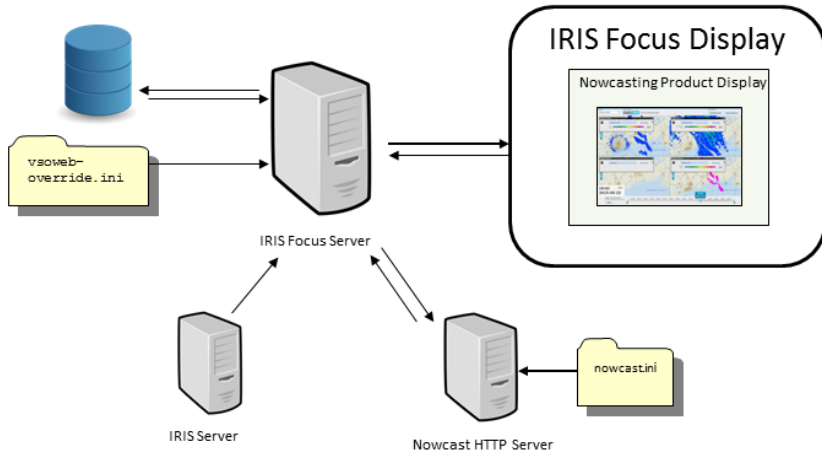 IRIS Focus Display
Nowcasting Product Display
vsoweb-
override.ini
IRIS Focus Server
IRIS Server
Nowcast HTTP Server
nowcast.ini